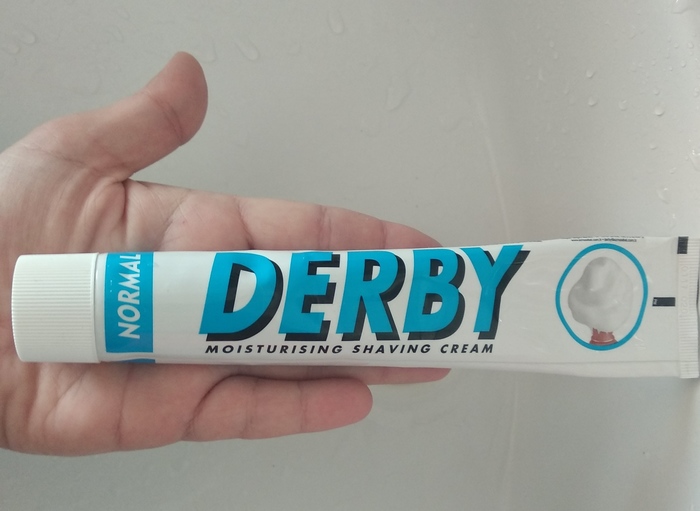 NORMAL
DERBY
MOISTURISING SHAVING CREAM